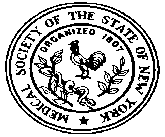 MEDICAL SOCIETY OF THE STATE OF NEW YORK
ORGANIZED 1807